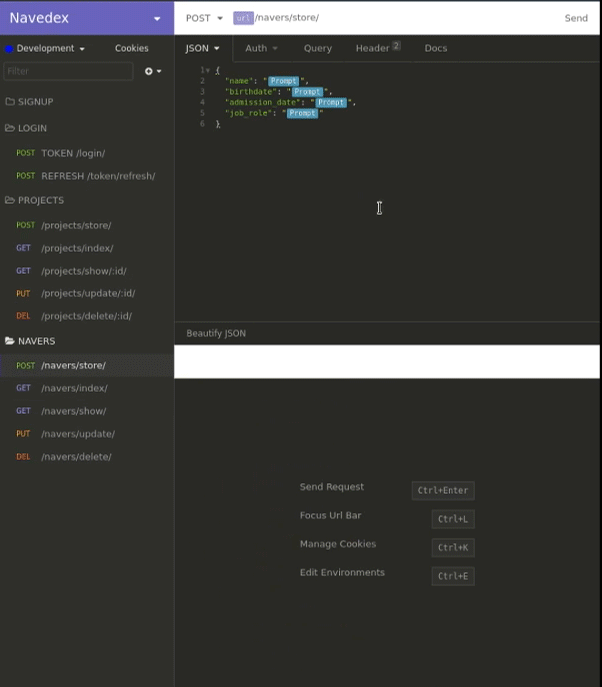 Navedex
POST url /navers/store/ Send
Development Cookies
JSON Auth Query Header 2 Docs
Filter
SIGNUP
LOGIN
POST TOKEN /login/
POST REFRESH /token/refresh/
PROJECTS
POST /projects/store/
GET /projects/index/
GET /projects/show/:id/
PUT /projects/update/:id/
DEL /projects/delete/:id/
NAVERS
POST /navers/store/
GET /navers/index/
GET /navers/show/
PUT /navers/update/
DEL /navers/delete/
1 {
2 "name": "Prompt",
3 "birthdate": "Prompt",
4 "admission_date": "Prompt",
5 "job_role": "Prompt"
6 }
Beautify JSON
Send Request Ctrl+Enter
Focus Url Bar Ctrl+L
Manage Cookies Ctrl+K
Edit Environments Ctrl+E